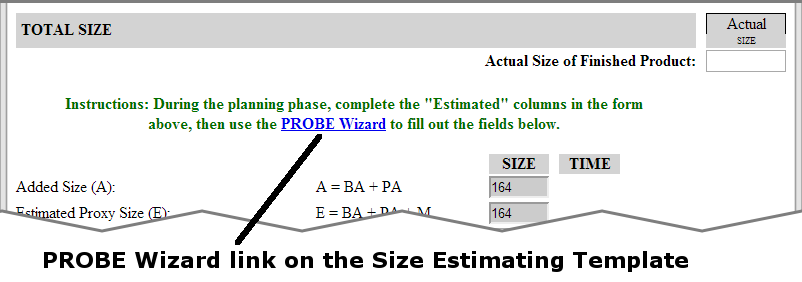 TOTAL SIZE
Actual
SIZE
Actual Size of Finished Product:
Instructions: During the planning phase, complete the "Estimated" columns in the form
above, then use the PROBE Wizard to fill out the fields below.
SIZE TIME
Added Size (A): A = BA + PA 164
Estimated Proxy Size (E): E = BA + PA + M 164
PROBE Wizard link on the Size Estimating Template